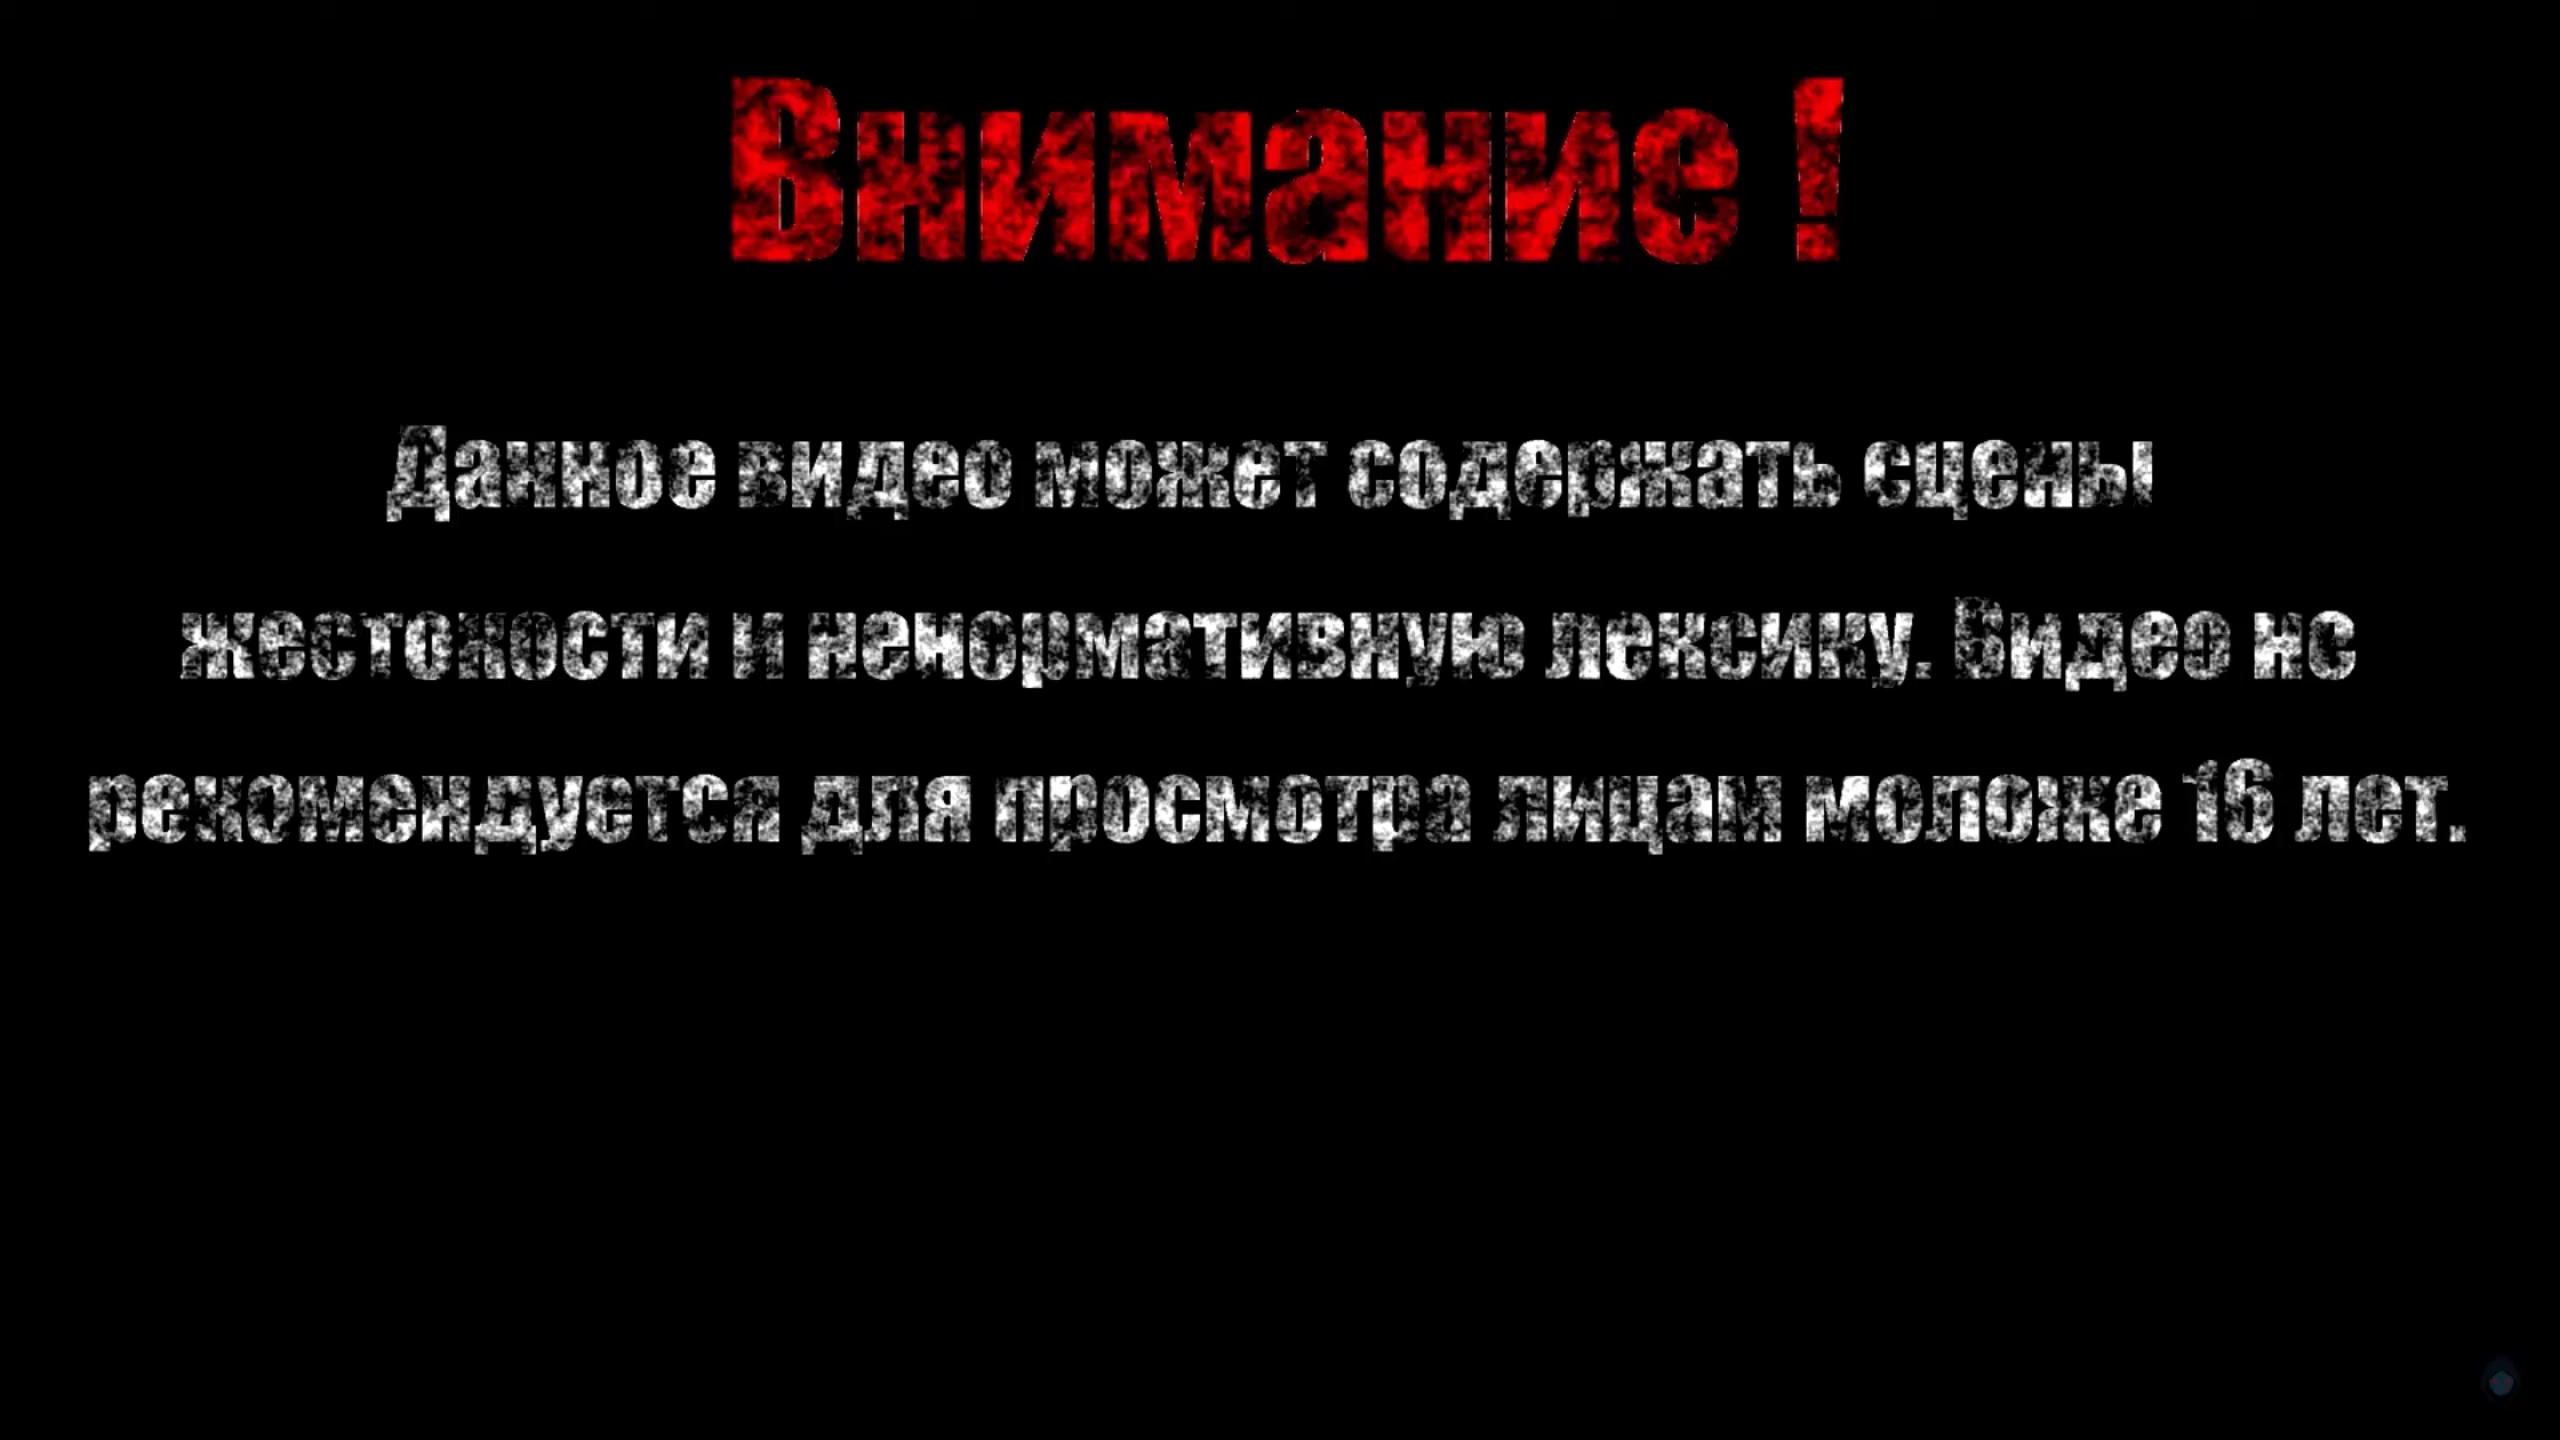 Внимание !
Данное видео может содержать сцены
жестокости и ненормативную лексику. Видео не
рекомендуется для просмотра лицам моложе 16 лет.